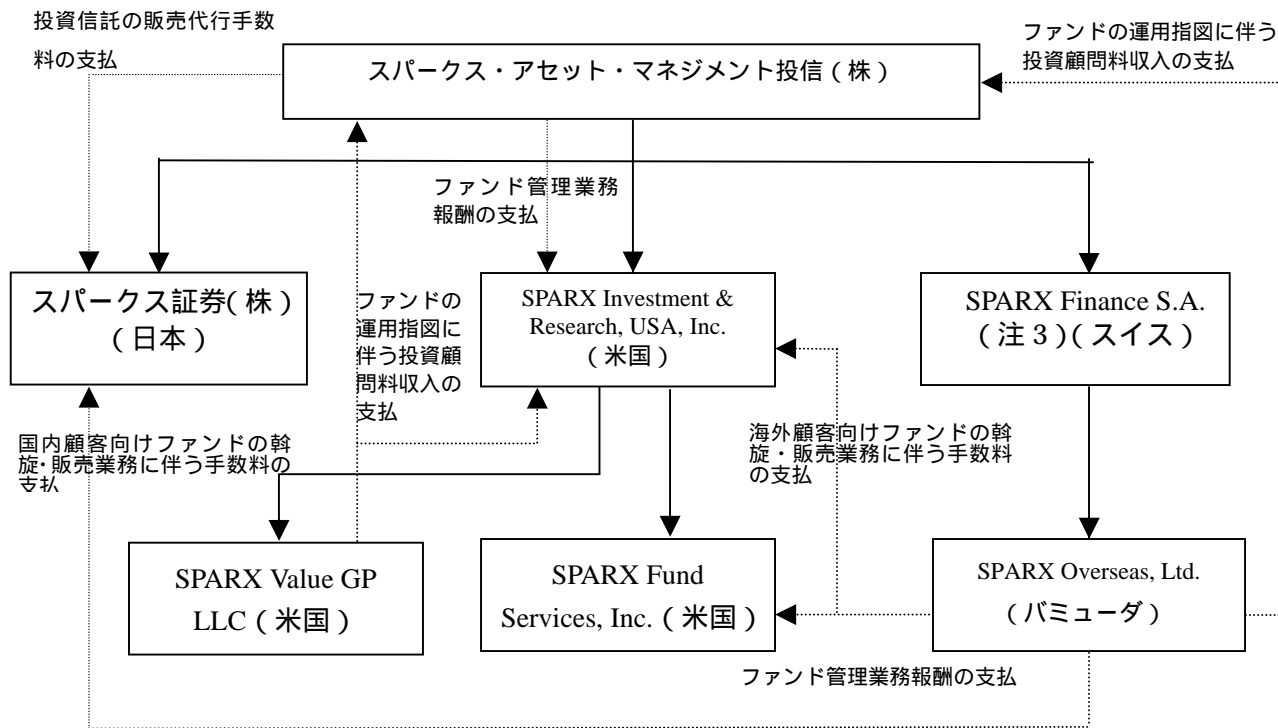 投資信託の販売代行手数
料の支払
ファンドの運用指図に伴う
投資顧問料収入の支払
スパークス・アセット・マネジメント投信（株）
ファンド管理業務
報酬の支払
スパークス証券（株）
（日本）
ファンドの
運用指図に
伴う投資顧
問料収入の
支払
SPARX Investment &
Research, USA, Inc.
（米国）
SPARX Finance S.A.
（注３）（スイス）
国内顧客向けファンドの斡
旋・販売業務に伴う手数料の
支払
海外顧客向けファンドの斡
旋・販売業務に伴う手数料
の支払
SPARX Value GP
LLC（米国）
SPARX Fund
Services, Inc.（米国）
SPARX Overseas, Ltd.
（バミューダ）
ファンド管理業務報酬の支払